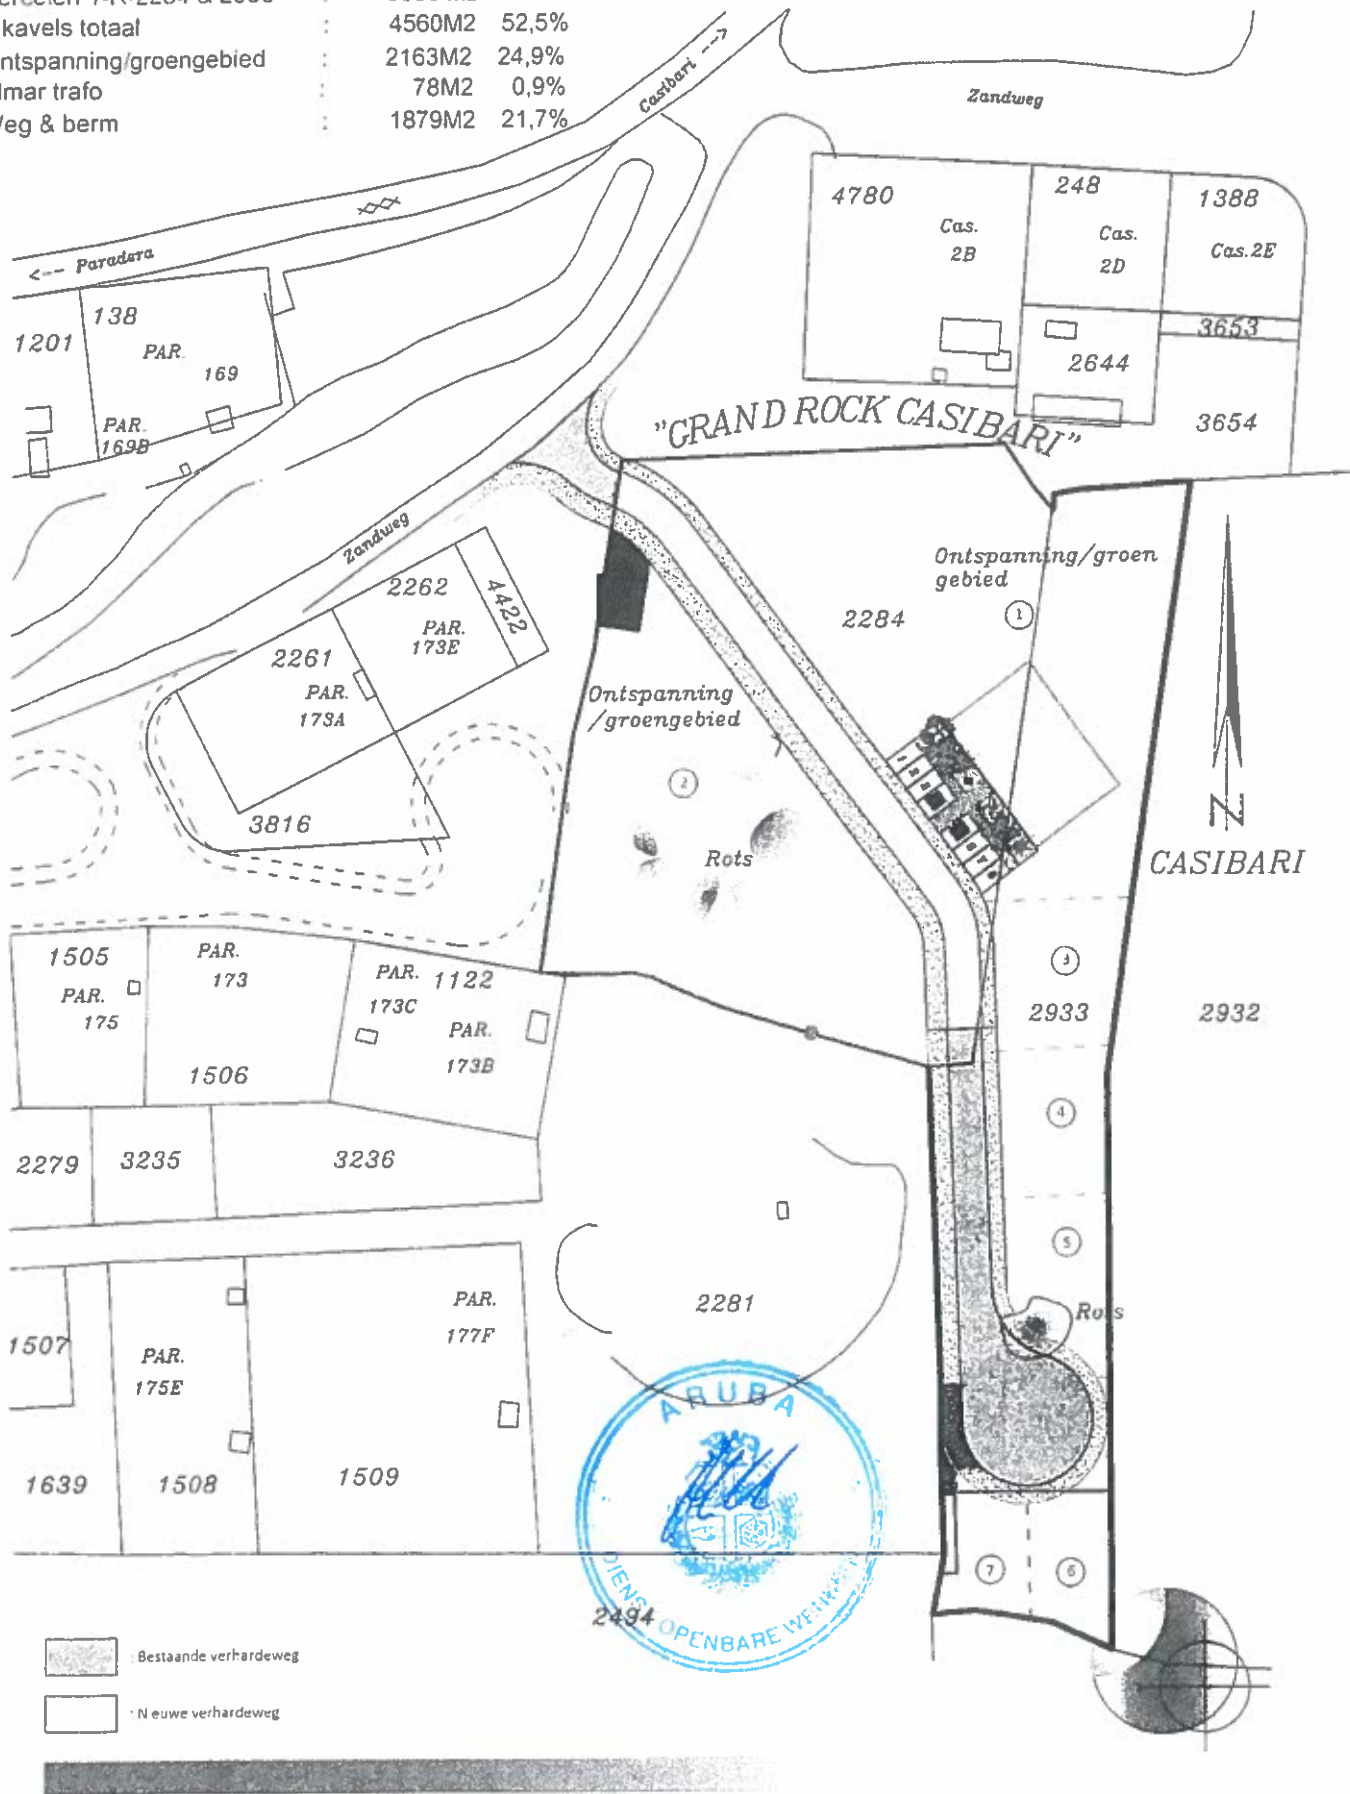 kavels totaal : 4560M2 52,5%
ntspanning/groengebied : 2163M2 24,9%
lmar trafo : 78M2 0,9%
eg & berm : 1879M2 21,7%
Casibari --->
Zandweg
4780
248
1388
Cas.
2B
Cas.
2D
Cas.2E
<--- Paradera
138
1201
PAR.
169
PAR.
169B
3653
2644
3654
"GRAND ROCK CASIBARI"
Zandweg
Ontspanning/groen
gebied
1
2284
2262
4422
PAR.
173E
2261
PAR.
173A
Ontspanning
/groengebied
2
3816
Rots
N
CASIBARI
1505
PAR.
175
PAR.
173
1506
PAR.
173C
1122
PAR.
173B
3
2933
2932
4
2279
3235
3236
5
2281
Rots
1507
PAR.
175E
PAR.
177F
1639
1508
1509
ARUBA
DIENST OPENBARE WERKEN
2494
7
6
Bestaande verhardeweg
N euwe verhardeweg